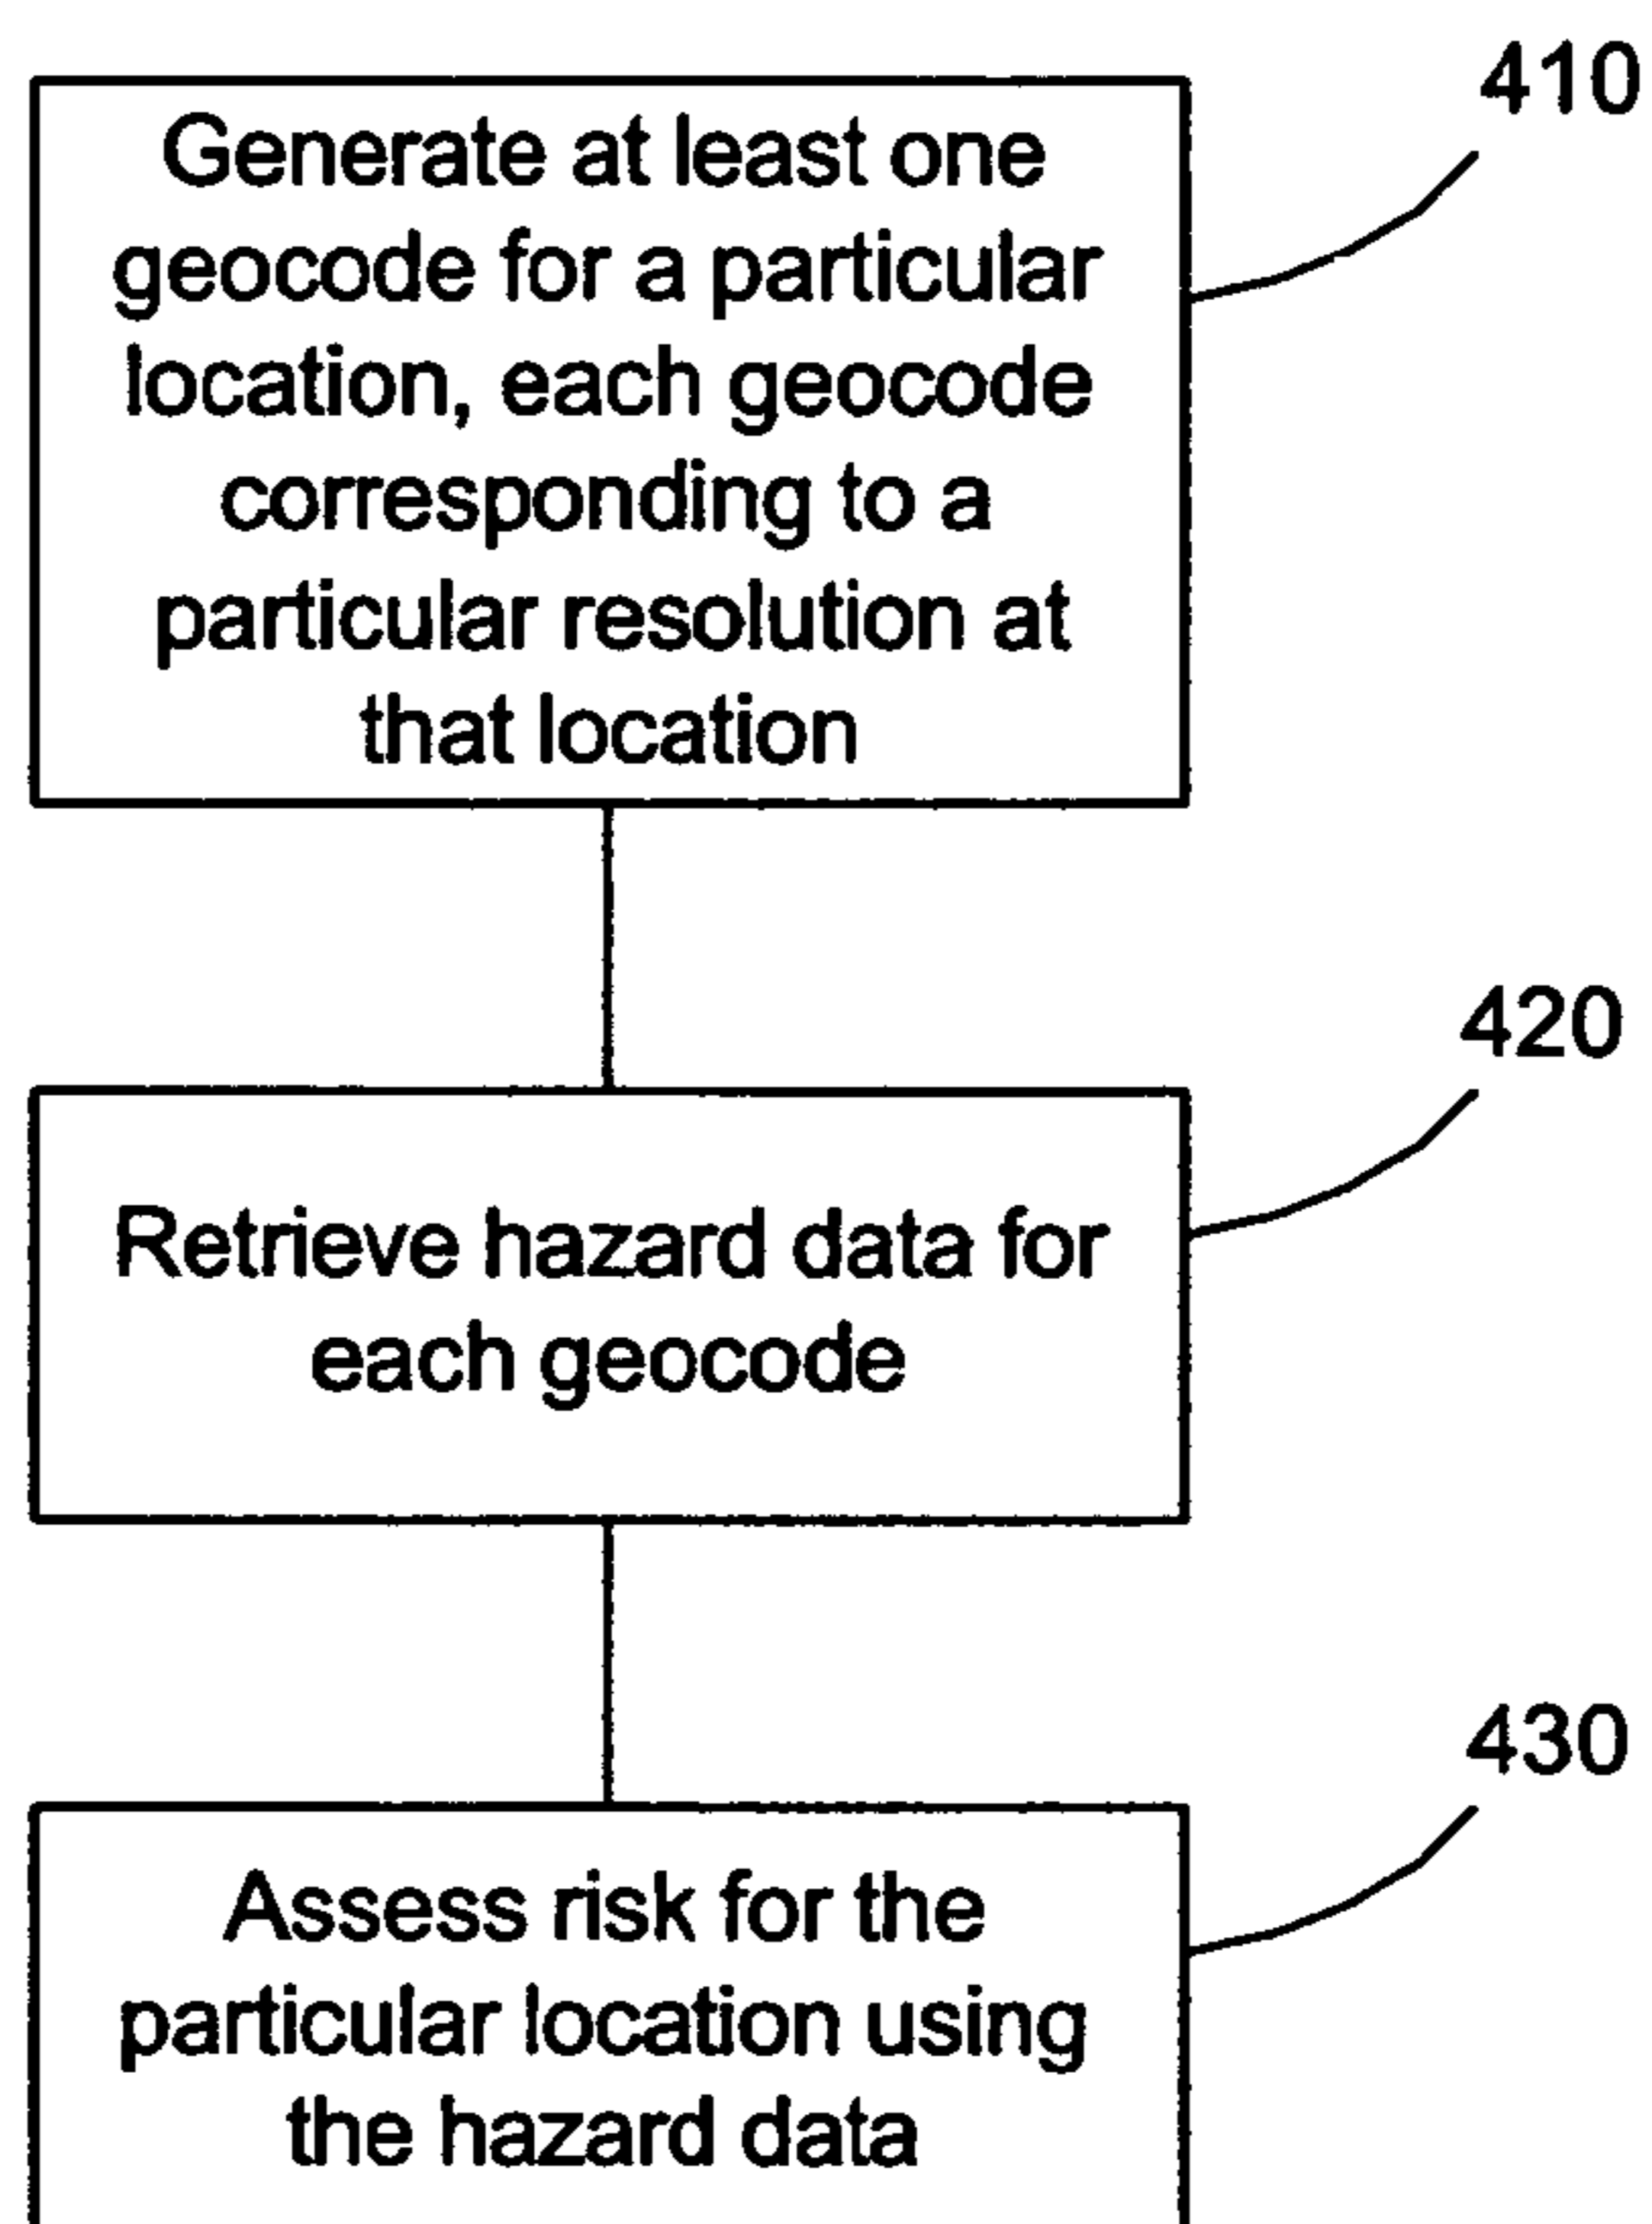 410
Generate at least one
geocode for a particular
location, each geocode
corresponding to a
particular resolution at
that location
420
Retrieve hazard data for
each geocode
430
Assess risk for the
particular location using
the hazard data